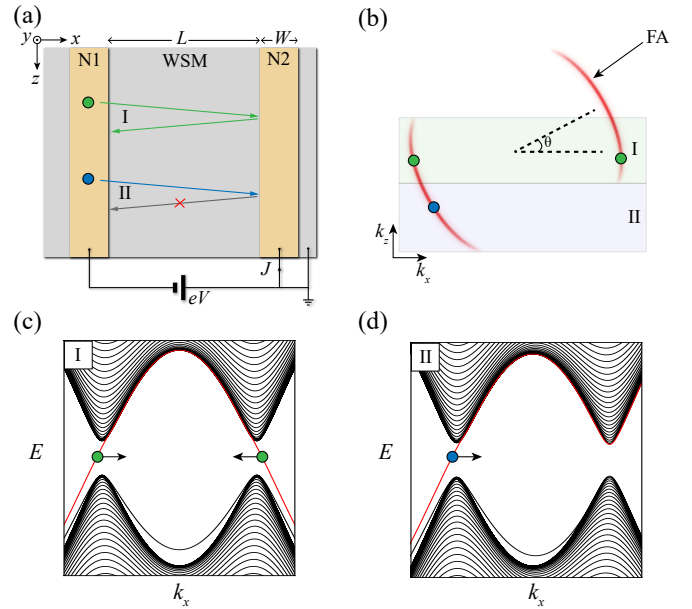 (a)
y x
z
L W
N1 WSM N2
I
II
J
eV
(b)
FA
θ
I
II
k_z
k_x
(c)
I
E
k_x
(d)
II
E
k_x